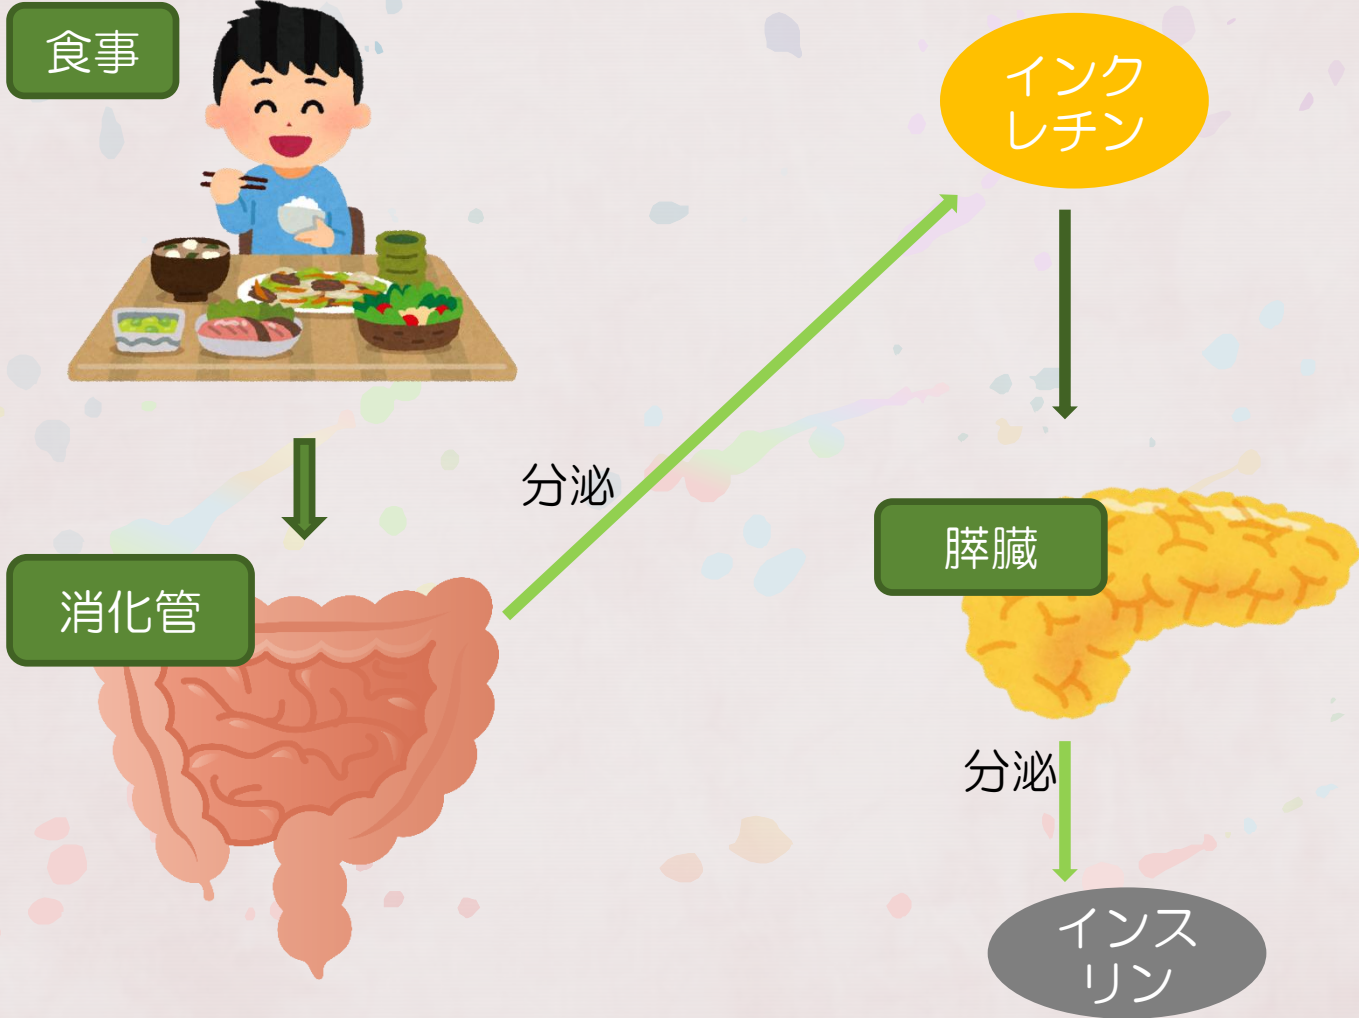 食事
インク
レチン
分泌
消化管
膵臓
分泌
インス
リン